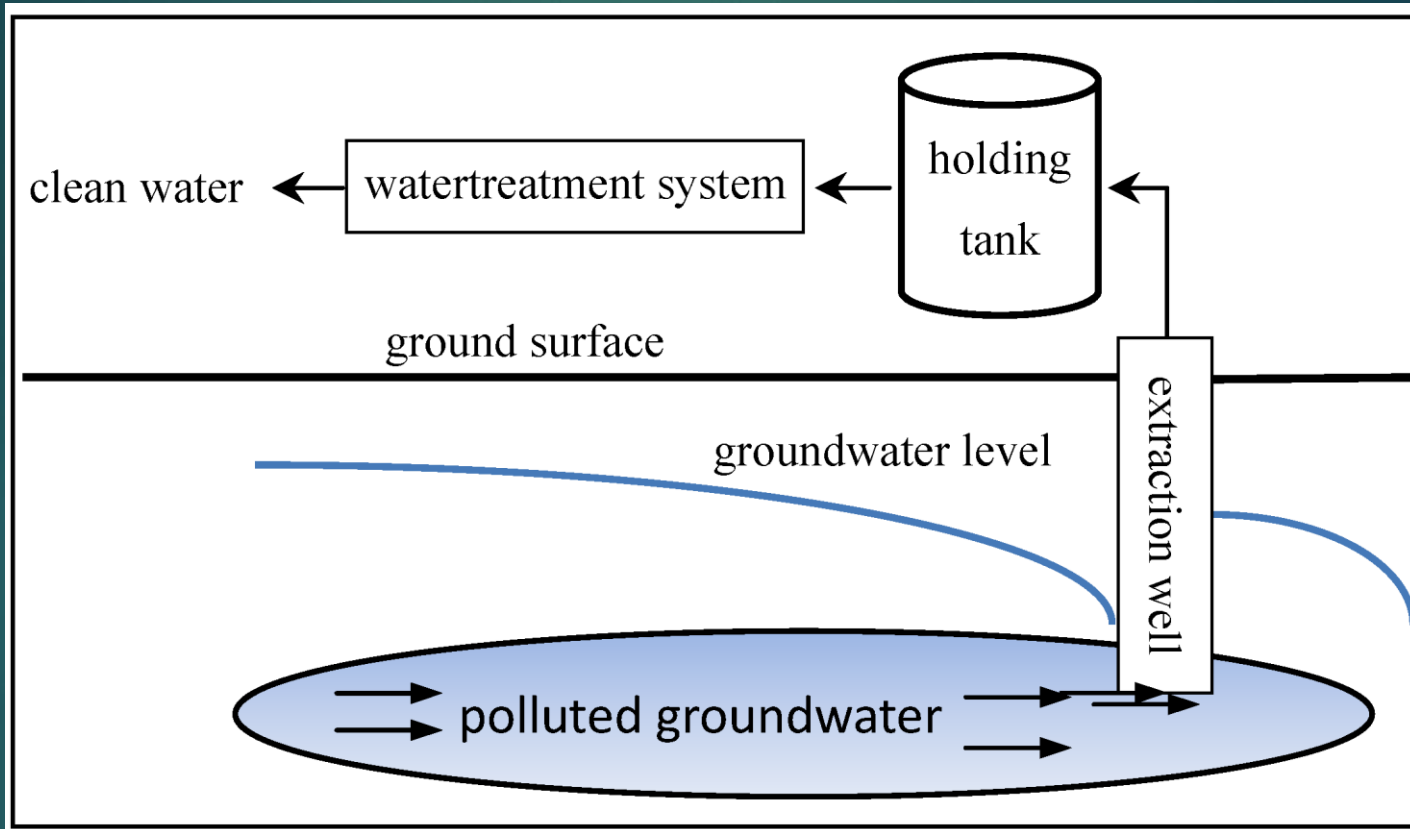 clean water
watertreatment system
holding
tank
ground surface
groundwater level
extraction well
polluted groundwater